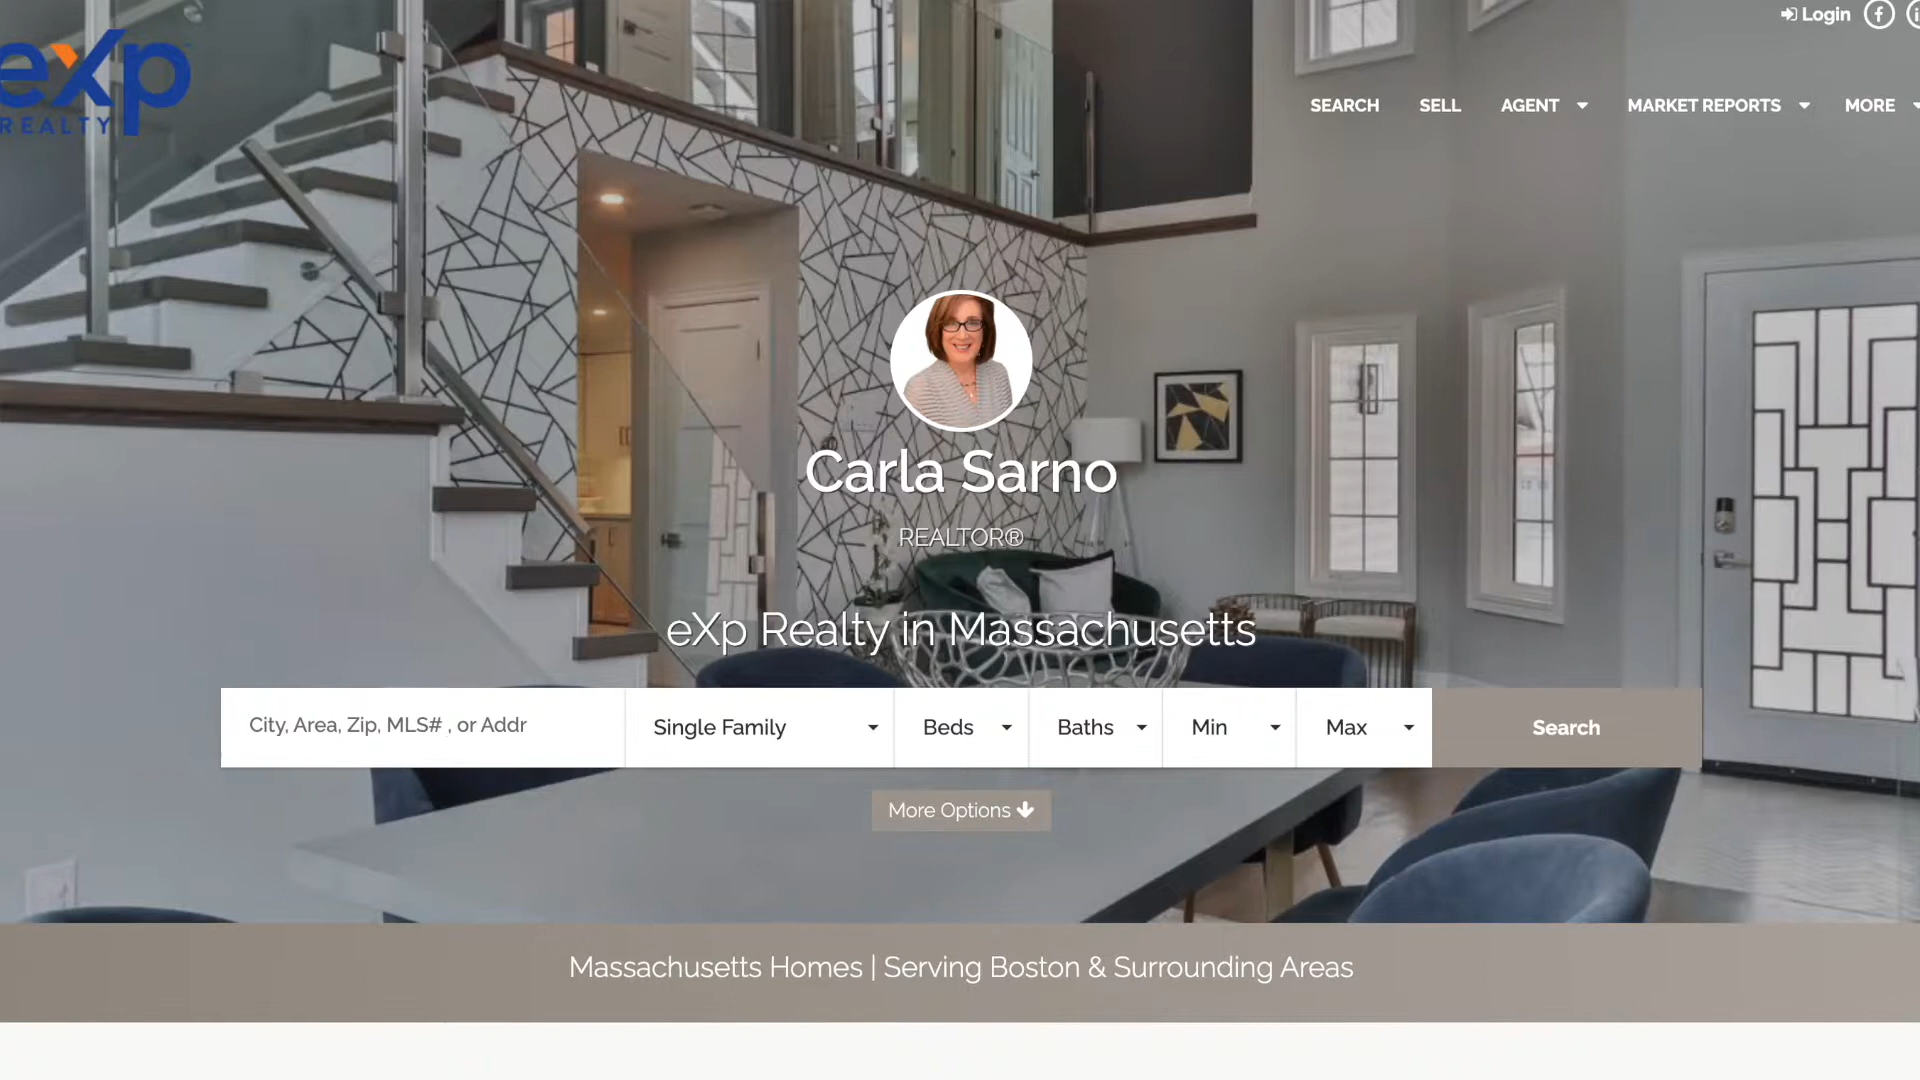 Login
eXp
REALTY
SEARCH SELL AGENT MARKET REPORTS MORE
Carla Sarno
REALTOR®
eXp Realty in Massachusetts
City, Area, Zip, MLS# , or Addr Single Family Beds Baths Min Max Search
More Options
Massachusetts Homes | Serving Boston & Surrounding Areas